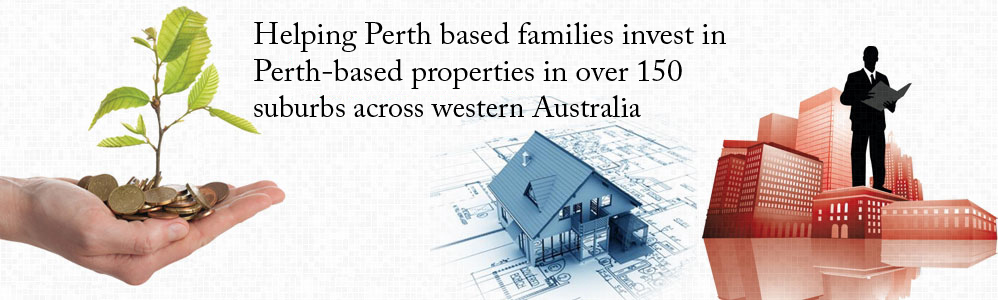 Helping Perth based families invest in
Perth-based properties in over 150
suburbs across western Australia